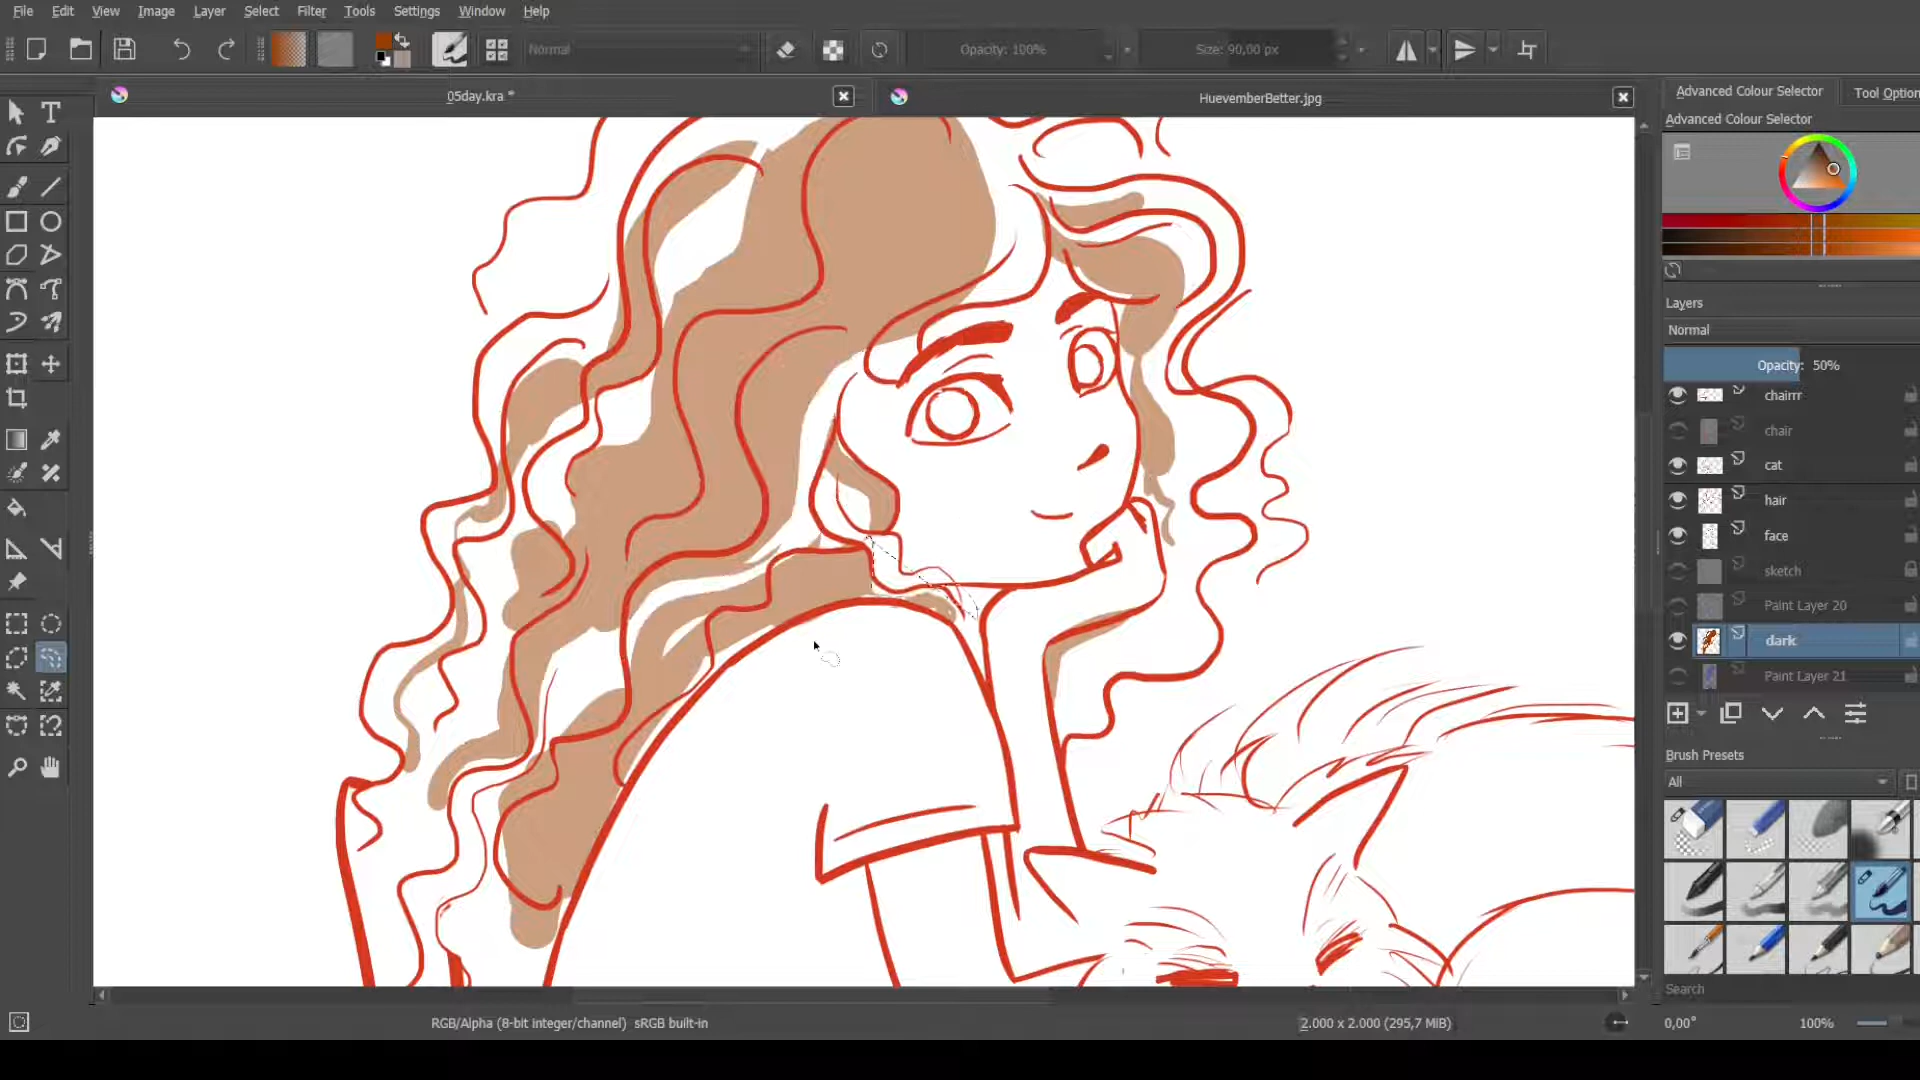 File Edit View Image Layer Select Filter Tools Settings Window Help
Normal
Opacity: 100%
Size: 90,00 px
05day.kra *
HuevemberBetter.jpg
Advanced Colour Selector
Tool Option
Advanced Colour Selector
Layers
Normal
Opacity: 50%
chairrr
chair
cat
hair
face
sketch
Paint Layer 20
dark
Paint Layer 21
Brush Presets
All
Search
RGB/Alpha (8-bit integer/channel) sRGB built-in
2.000 x 2.000 (295,7 MiB)
0,00°
100%